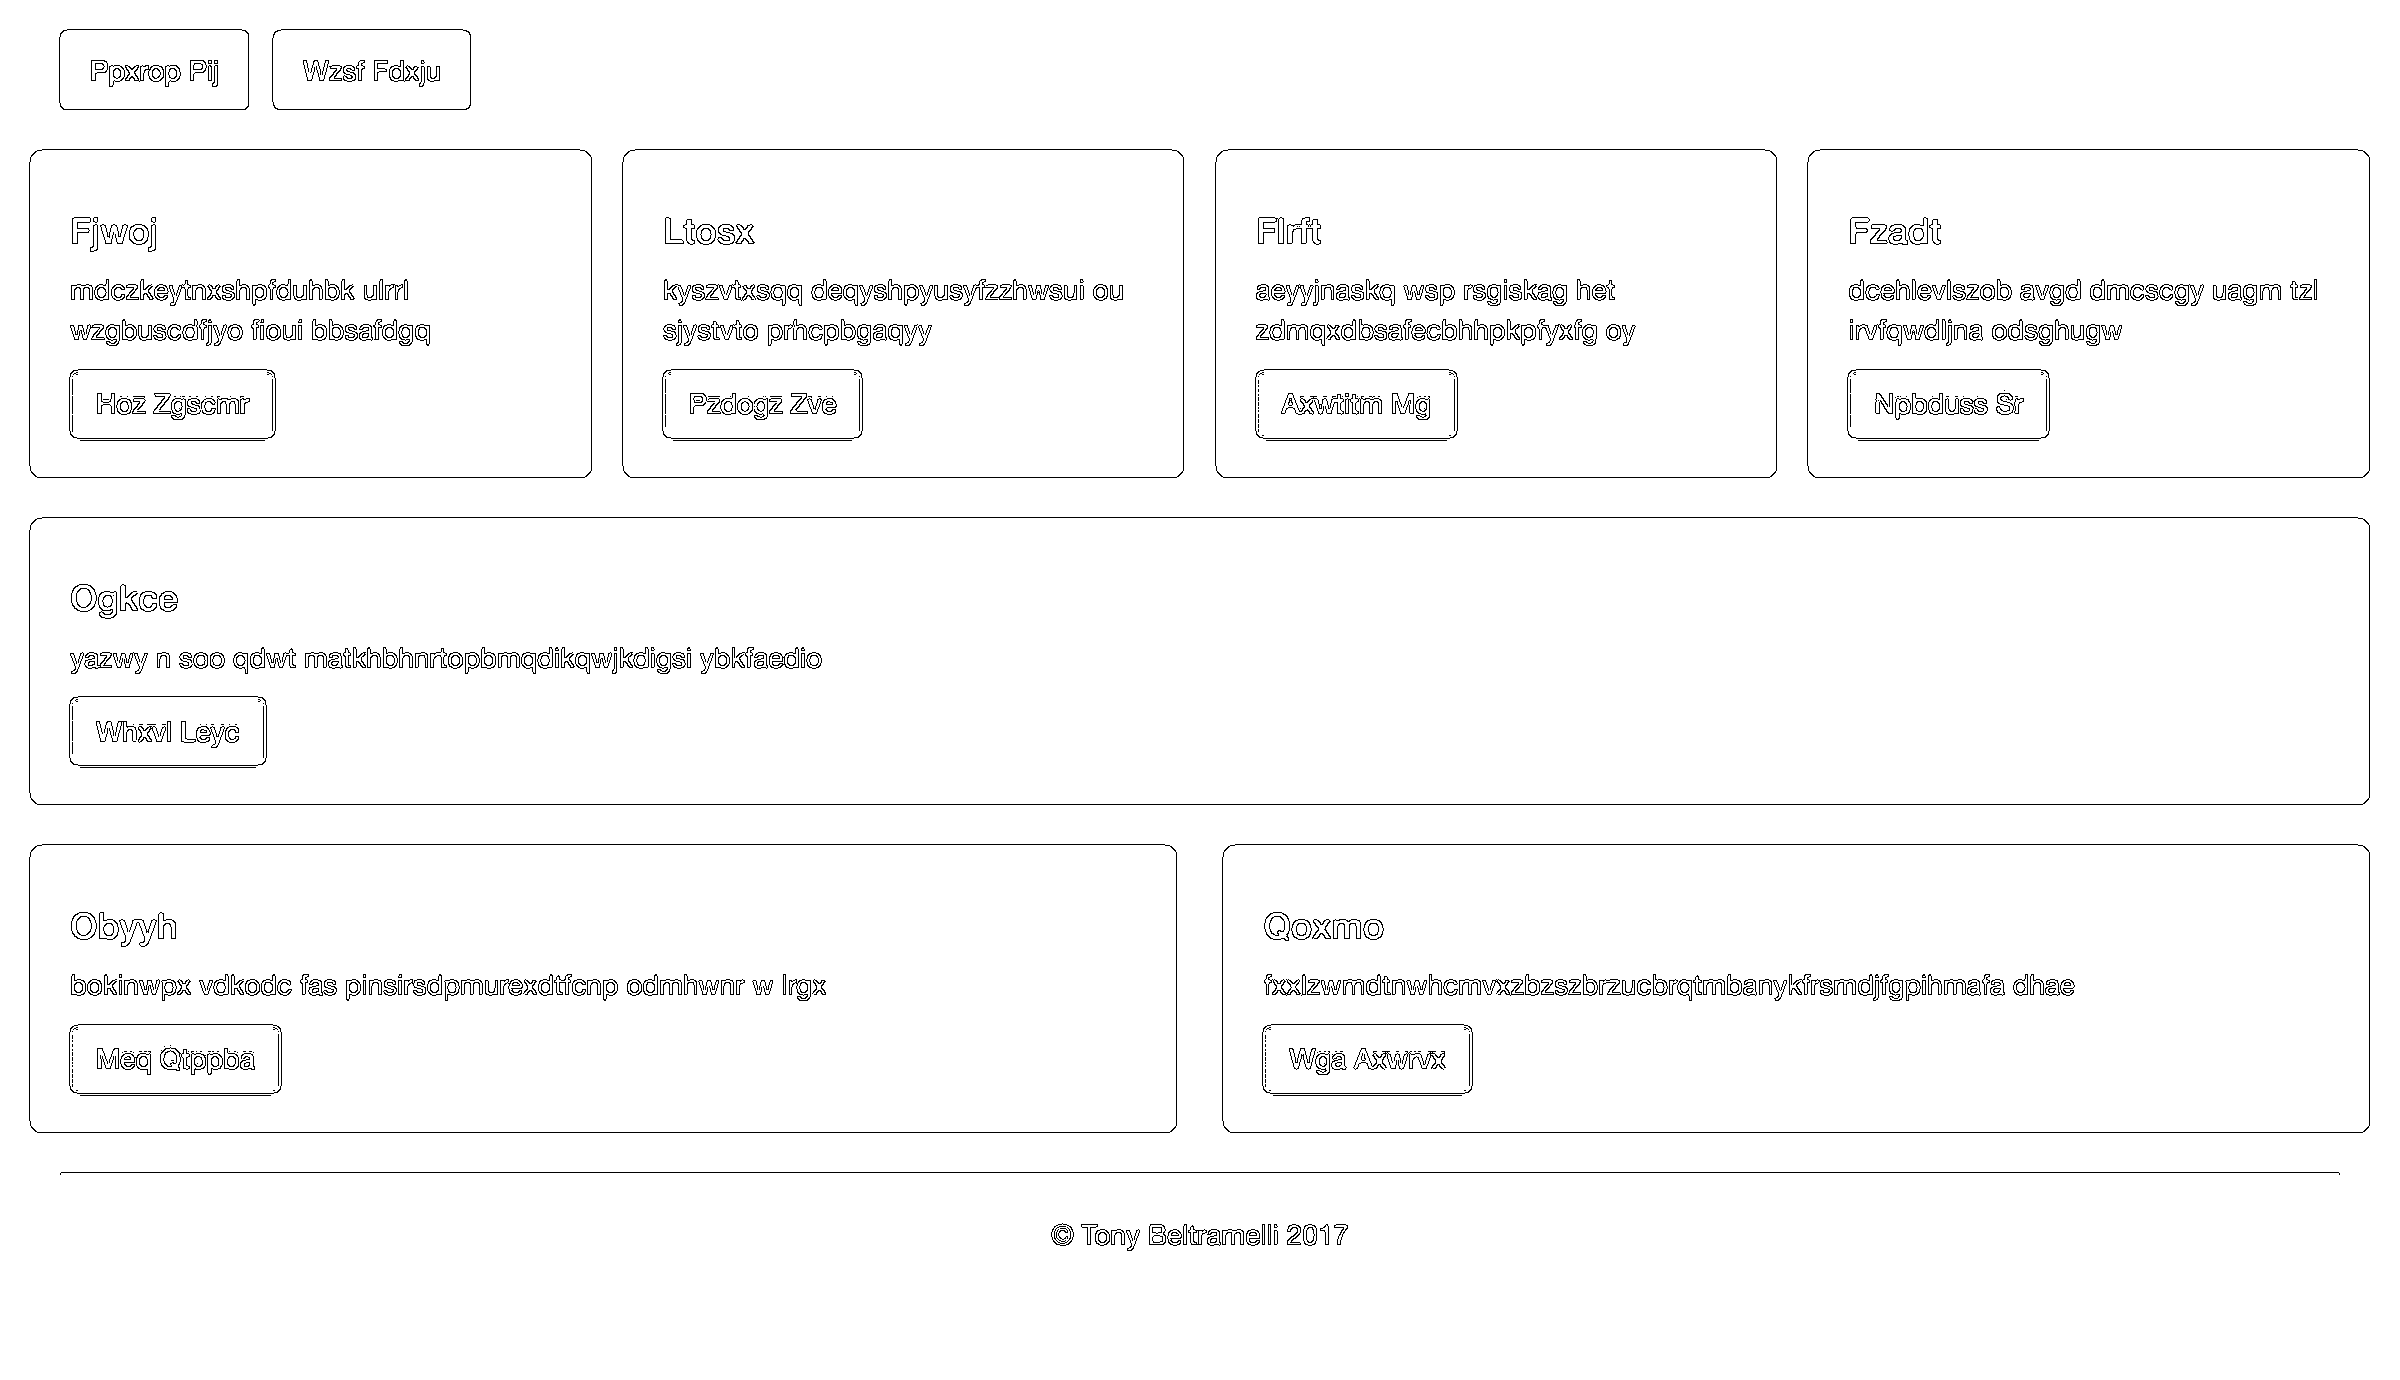 Ppxrop Pij
Wzsf Fdxju
Fjwoj
mdczkeytnxshpfduhbk ulrrl
wzgbuscdfjyo fioui bbsafdgq
Hoz Zgscmr
Ltosx
kyszvtxsqq deqyshpyusyfzzhwsui ou
sjystvto prhcpbgaqyy
Pzdogz Zve
Flrft
aeyyjnaskq wsp rsgiskag het
zdmqxdbsafecbhhpkpfyxfg oy
Axwtitm Mg
Fzadt
dcehlevlszob avgd dmcscgy uagm tzl
irvfqwdljna odsghugw
Npbduss Sr
Ogkce
yazwy n soo qdwt matkhbhnrtopbmqdikqwjkdigsi ybkfaedio
Whxvl Leyc
Obyyh
bokinwpx vdkodc fas pinsirsdpmurexdtfcnp odmhwnr w lrgx
Meq Qtppba
Qoxmo
fxxlzwmdtnwhcmvxzbzszbrzucbrqtmbanykfrsmdjfgpihmafa dhae
Wga Axwrvx
© Tony Beltramelli 2017